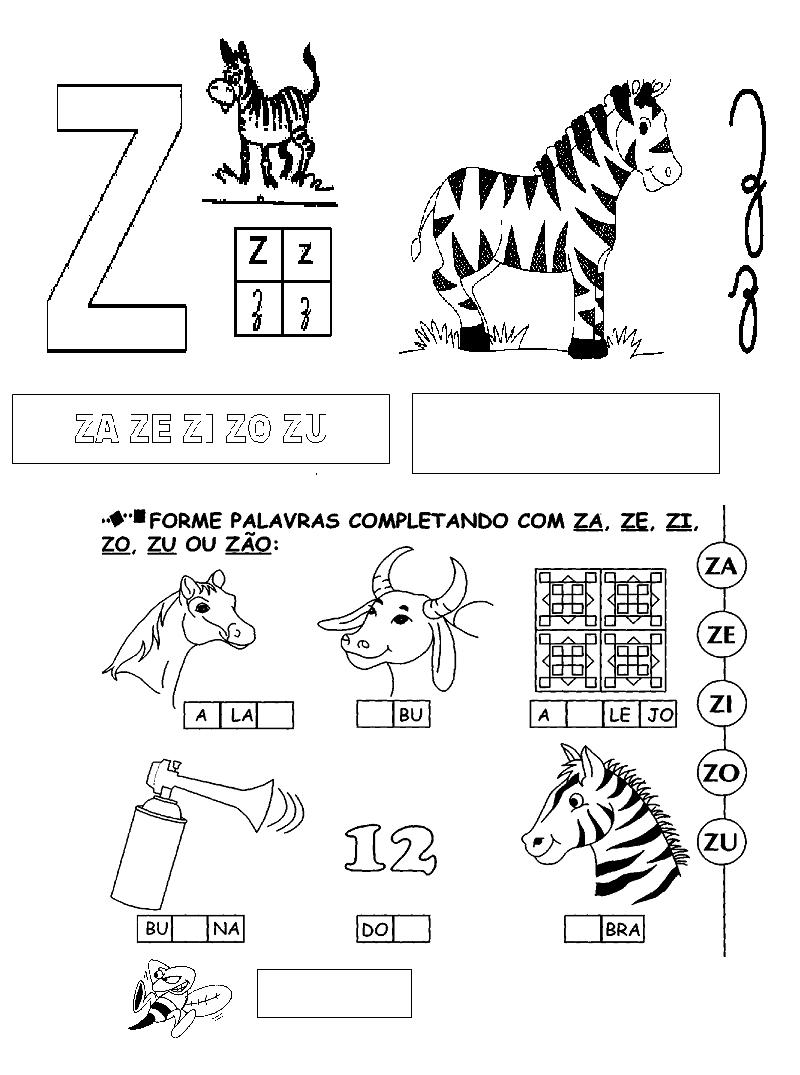 Z
Z z
Z z
Z
z
ZA ZE ZI ZO ZU
FORME PALAVRAS COMPLETANDO COM ZA, ZE, ZI,
ZO, ZU OU ZÃO:
ZA
ZE
ZI
ZO
ZU
A LA
BU
A LE JO
BU NA
12
DO
BRA